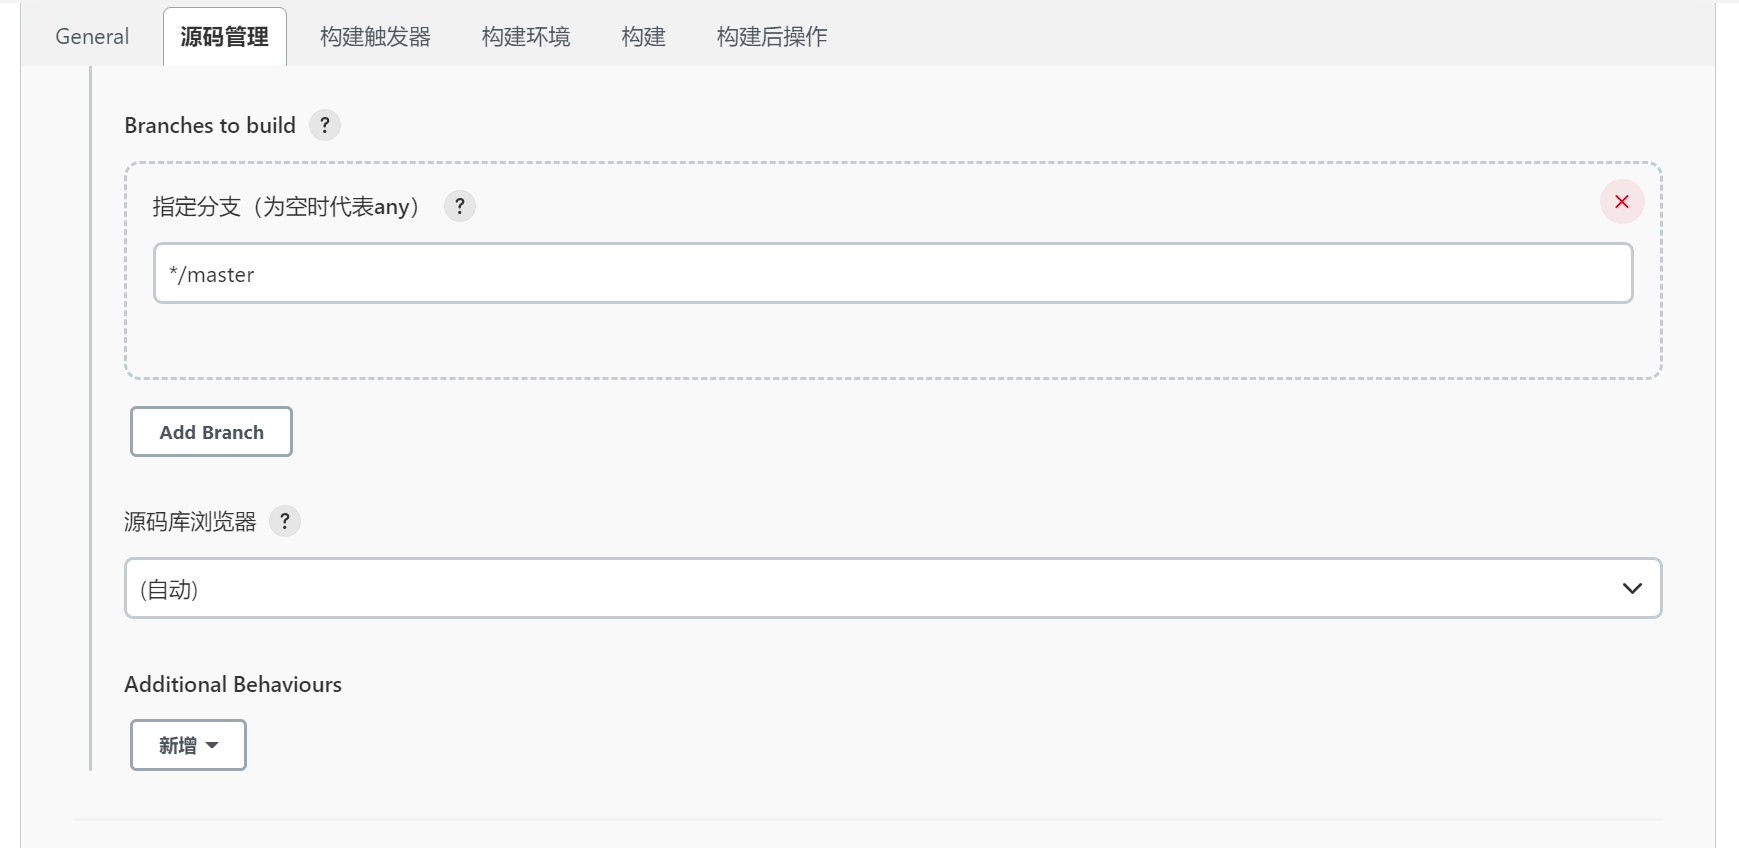 General 源码管理 构建触发器 构建环境 构建 构建后操作
Branches to build ?
指定分支（为空时代表any） ?
*/master
Add Branch
源码库浏览器 ?
(自动)
Additional Behaviours
新增